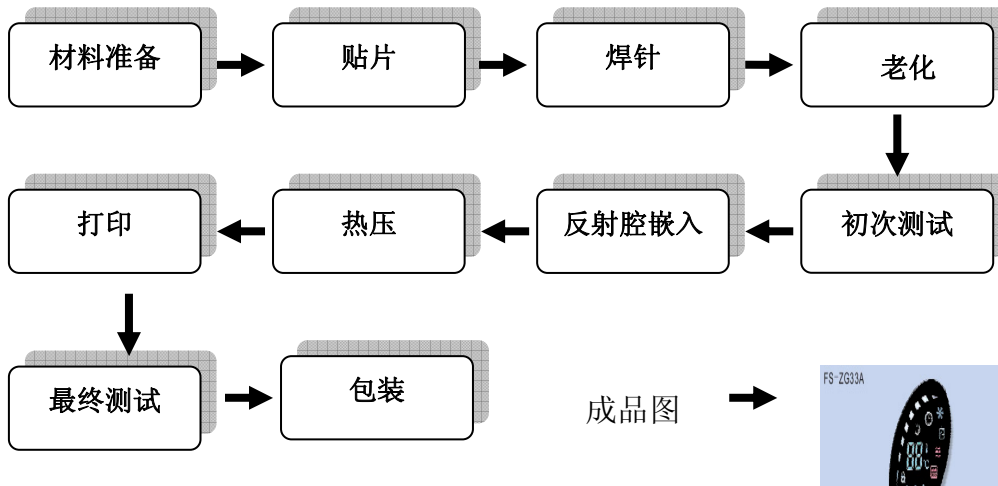 材料准备
贴片
焊针
老化
初次测试
反射腔嵌入
热压
打印
最终测试
包装
成品图
FS-ZG33A
88
℃